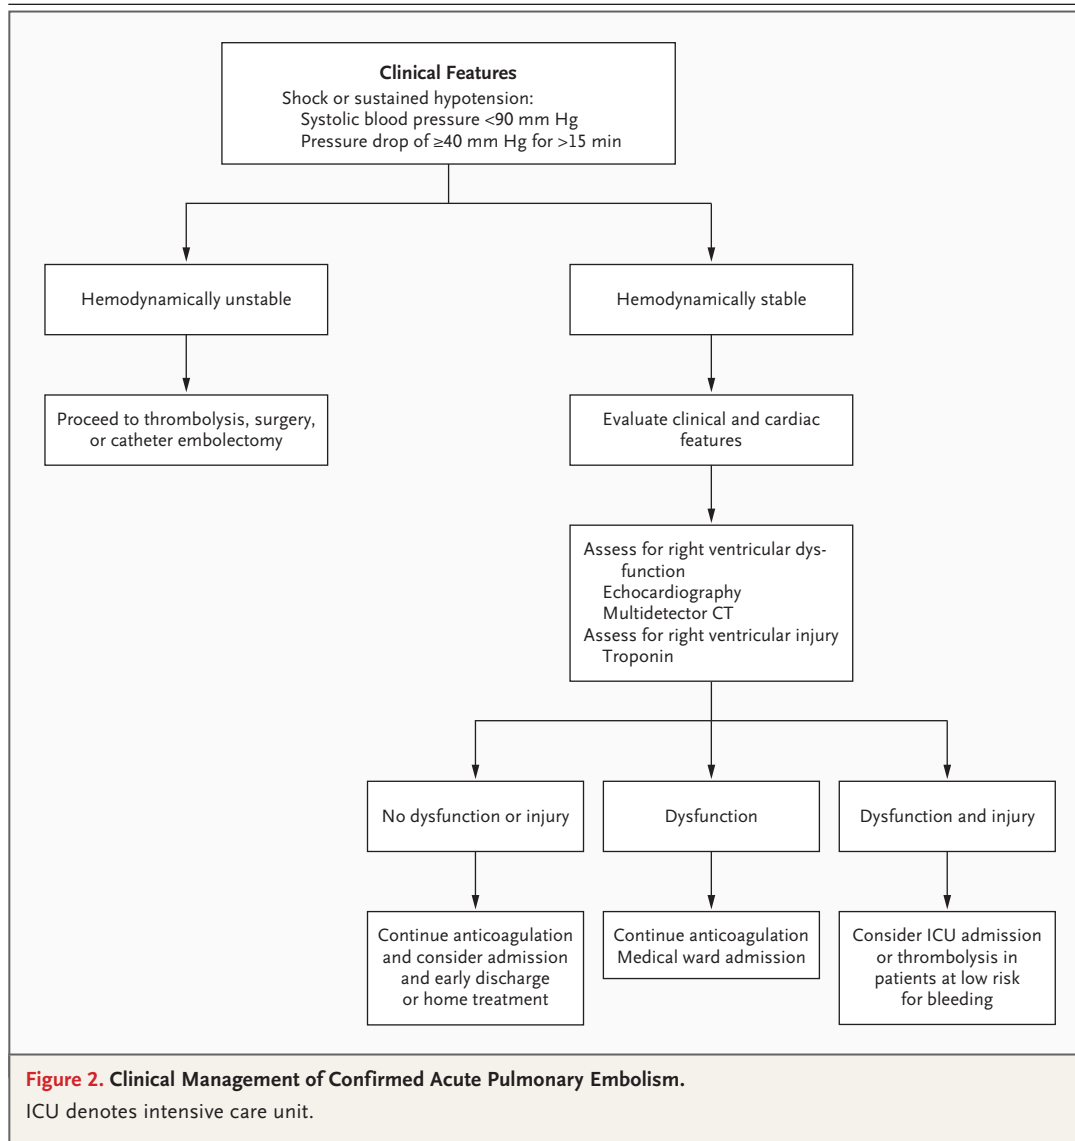 Clinical Features
Shock or sustained hypotension:
Systolic blood pressure <90 mm Hg
Pressure drop of ≥40 mm Hg for >15 min
Hemodynamically unstable
Hemodynamically stable
Proceed to thrombolysis, surgery,
or catheter embolectomy
Evaluate clinical and cardiac
features
Assess for right ventricular dys-
function
Echocardiography
Multidetector CT
Assess for right ventricular injury
Troponin
No dysfunction or injury
Dysfunction
Dysfunction and injury
Continue anticoagulation
and consider admission
and early discharge
or home treatment
Continue anticoagulation
Medical ward admission
Consider ICU admission
or thrombolysis in
patients at low risk
for bleeding
Figure 2. Clinical Management of Confirmed Acute Pulmonary Embolism.
ICU denotes intensive care unit.